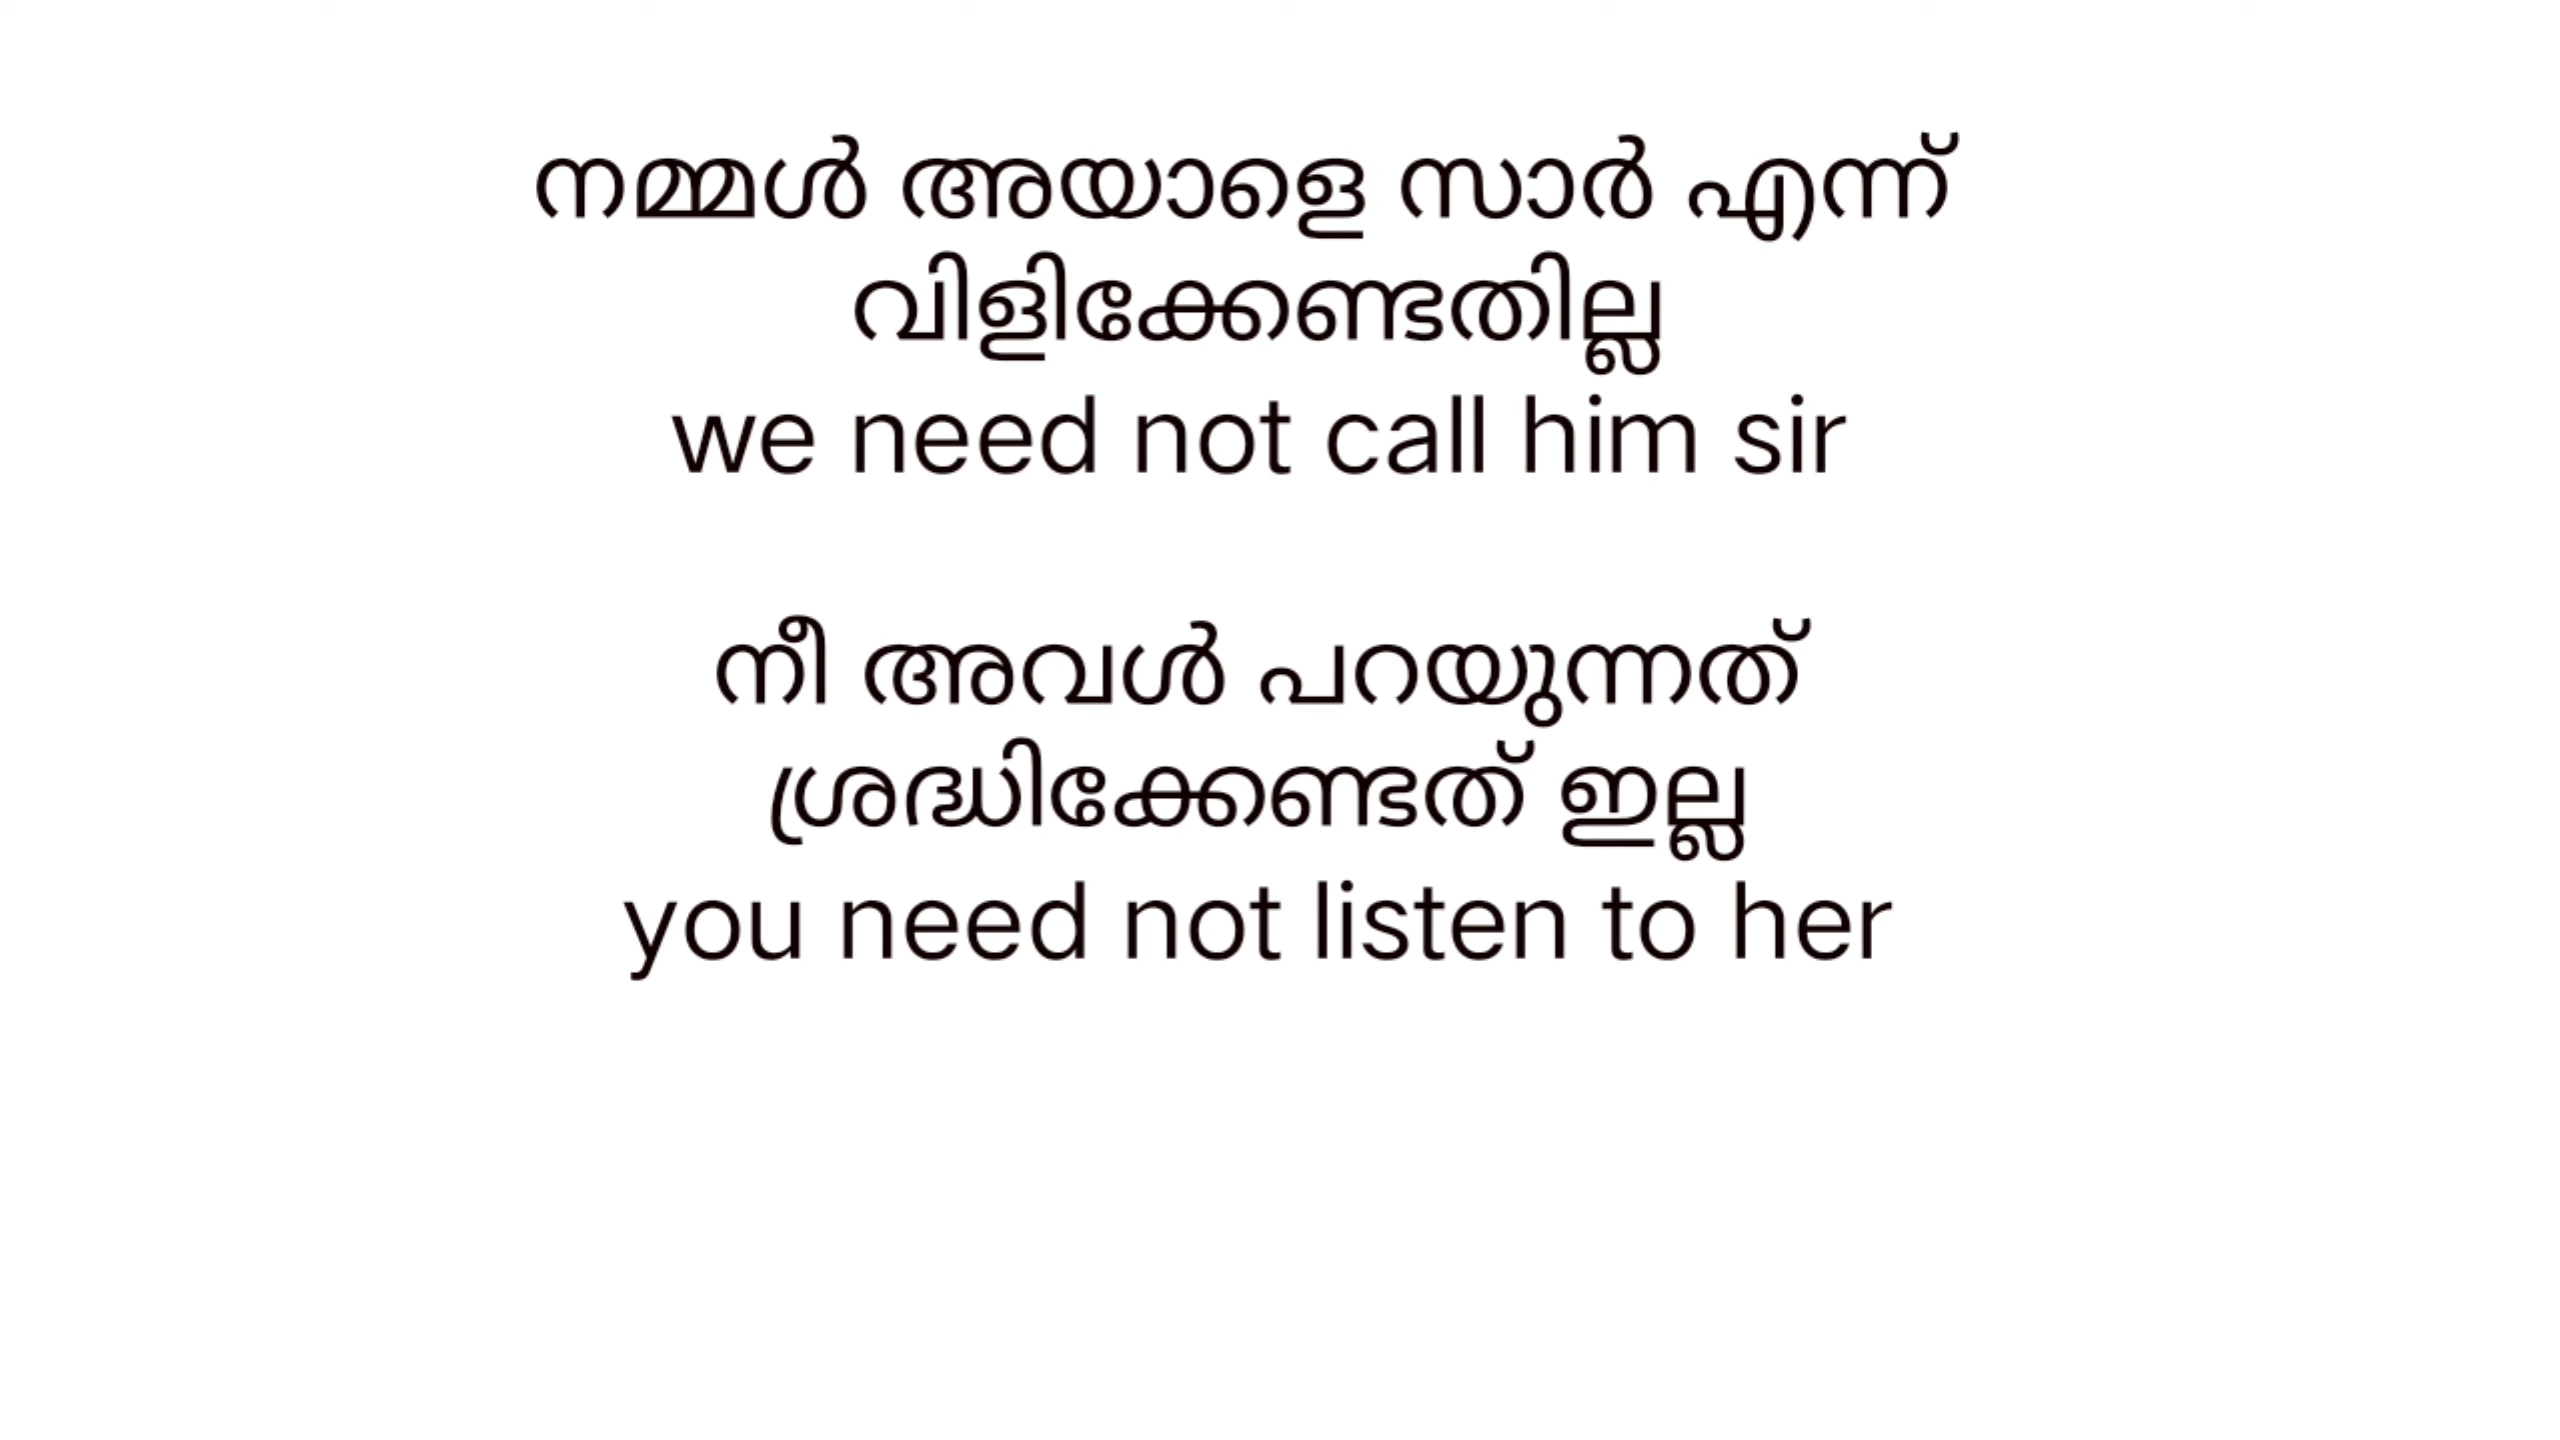 നമ്മൾ അയാളെ സാർ എന്ന്
വിളിക്കേണ്ടതില്ല
we need not call him sir
നീ അവൾ പറയുന്നത്
ശ്രദ്ധിക്കേണ്ടത് ഇല്ല
you need not listen to her